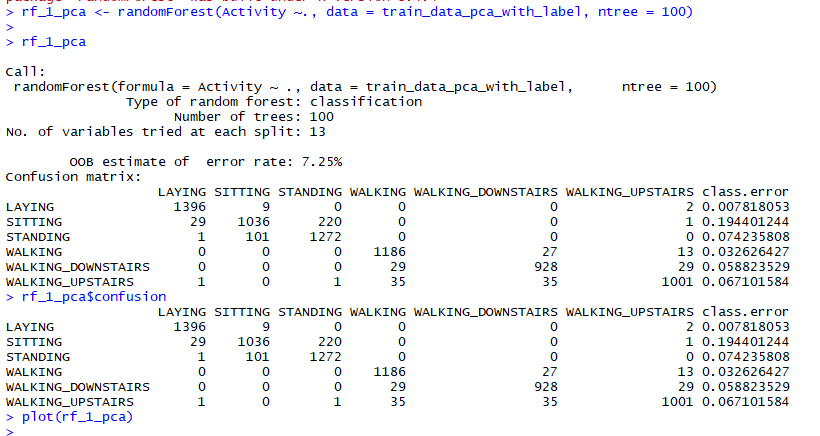 > rf_1_pca <- randomForest(Activity ~., data = train_data_pca_with_label, ntree = 100)
>
> rf_1_pca

Call:
 randomForest(formula = Activity ~ ., data = train_data_pca_with_label,      ntree = 100)
               Type of random forest: classification
                     Number of trees: 100
No. of variables tried at each split: 13

        OOB estimate of  error rate: 7.25%
Confusion matrix:
                   LAYING SITTING STANDING WALKING WALKING_DOWNSTAIRS WALKING_UPSTAIRS class.error
LAYING               1396       9        0       0                  0                2 0.007818053
SITTING                29    1036      220       0                  0                1 0.194401244
STANDING                1     101     1272       0                  0                0 0.074235808
WALKING                 0       0        0    1186                 27               13 0.032626427
WALKING_DOWNSTAIRS      0       0        0      29                928               29 0.058823529
WALKING_UPSTAIRS        1       0        1      35                 35             1001 0.067101584
> rf_1_pca$confusion
                   LAYING SITTING STANDING WALKING WALKING_DOWNSTAIRS WALKING_UPSTAIRS class.error
LAYING               1396       9        0       0                  0                2 0.007818053
SITTING                29    1036      220       0                  0                1 0.194401244
STANDING                1     101     1272       0                  0                0 0.074235808
WALKING                 0       0        0    1186                 27               13 0.032626427
WALKING_DOWNSTAIRS      0       0        0      29                928               29 0.058823529
WALKING_UPSTAIRS        1       0        1      35                 35             1001 0.067101584
> plot(rf_1_pca)
>